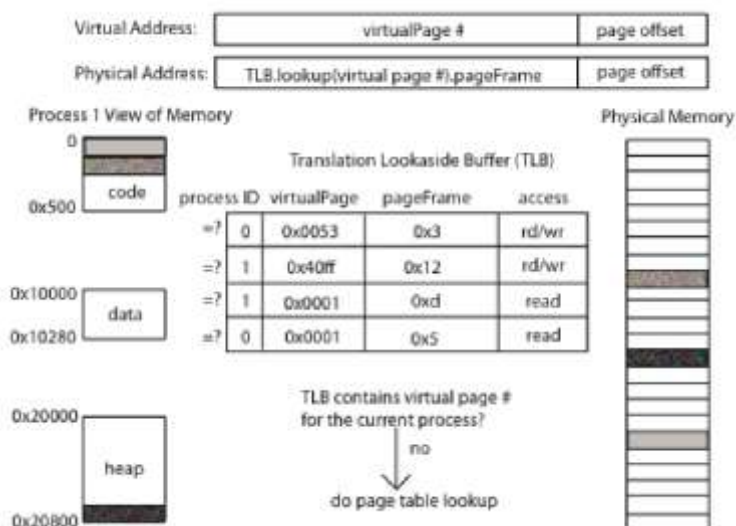 Virtual Address: virtualPage # page offset
Physical Address: TLB.lookup(virtual page #).pageFrame page offset
Process 1 View of Memory
Physical Memory
0
code
0x500
0x10000
data
0x10280
0x20000
heap
0x20800
Translation Lookaside Buffer (TLB)
process ID virtualPage pageFrame access
=? 0 0x0053 0x3 rd/wr
=? 1 0x40ff 0x12 rd/wr
=? 1 0x0001 0xd read
=? 0 0x0001 0x5 read
TLB contains virtual page #
for the current process?
no
do page table lookup